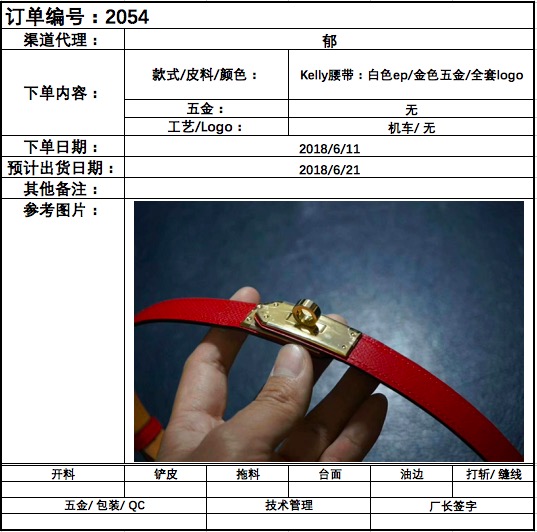 订单编号：2054
渠道代理： 郁
下单内容： 款式/皮料/颜色： Kelly腰带：白色ep/金色五金/全套logo
五金： 无
工艺/Logo： 机车/ 无
下单日期： 2018/6/11
预计出货日期： 2018/6/21
其他备注：
参考图片：
开料 铲皮 拖料 台面 油边 打斩/ 缝线
五金/ 包装/ QC 技术管理 厂长签字